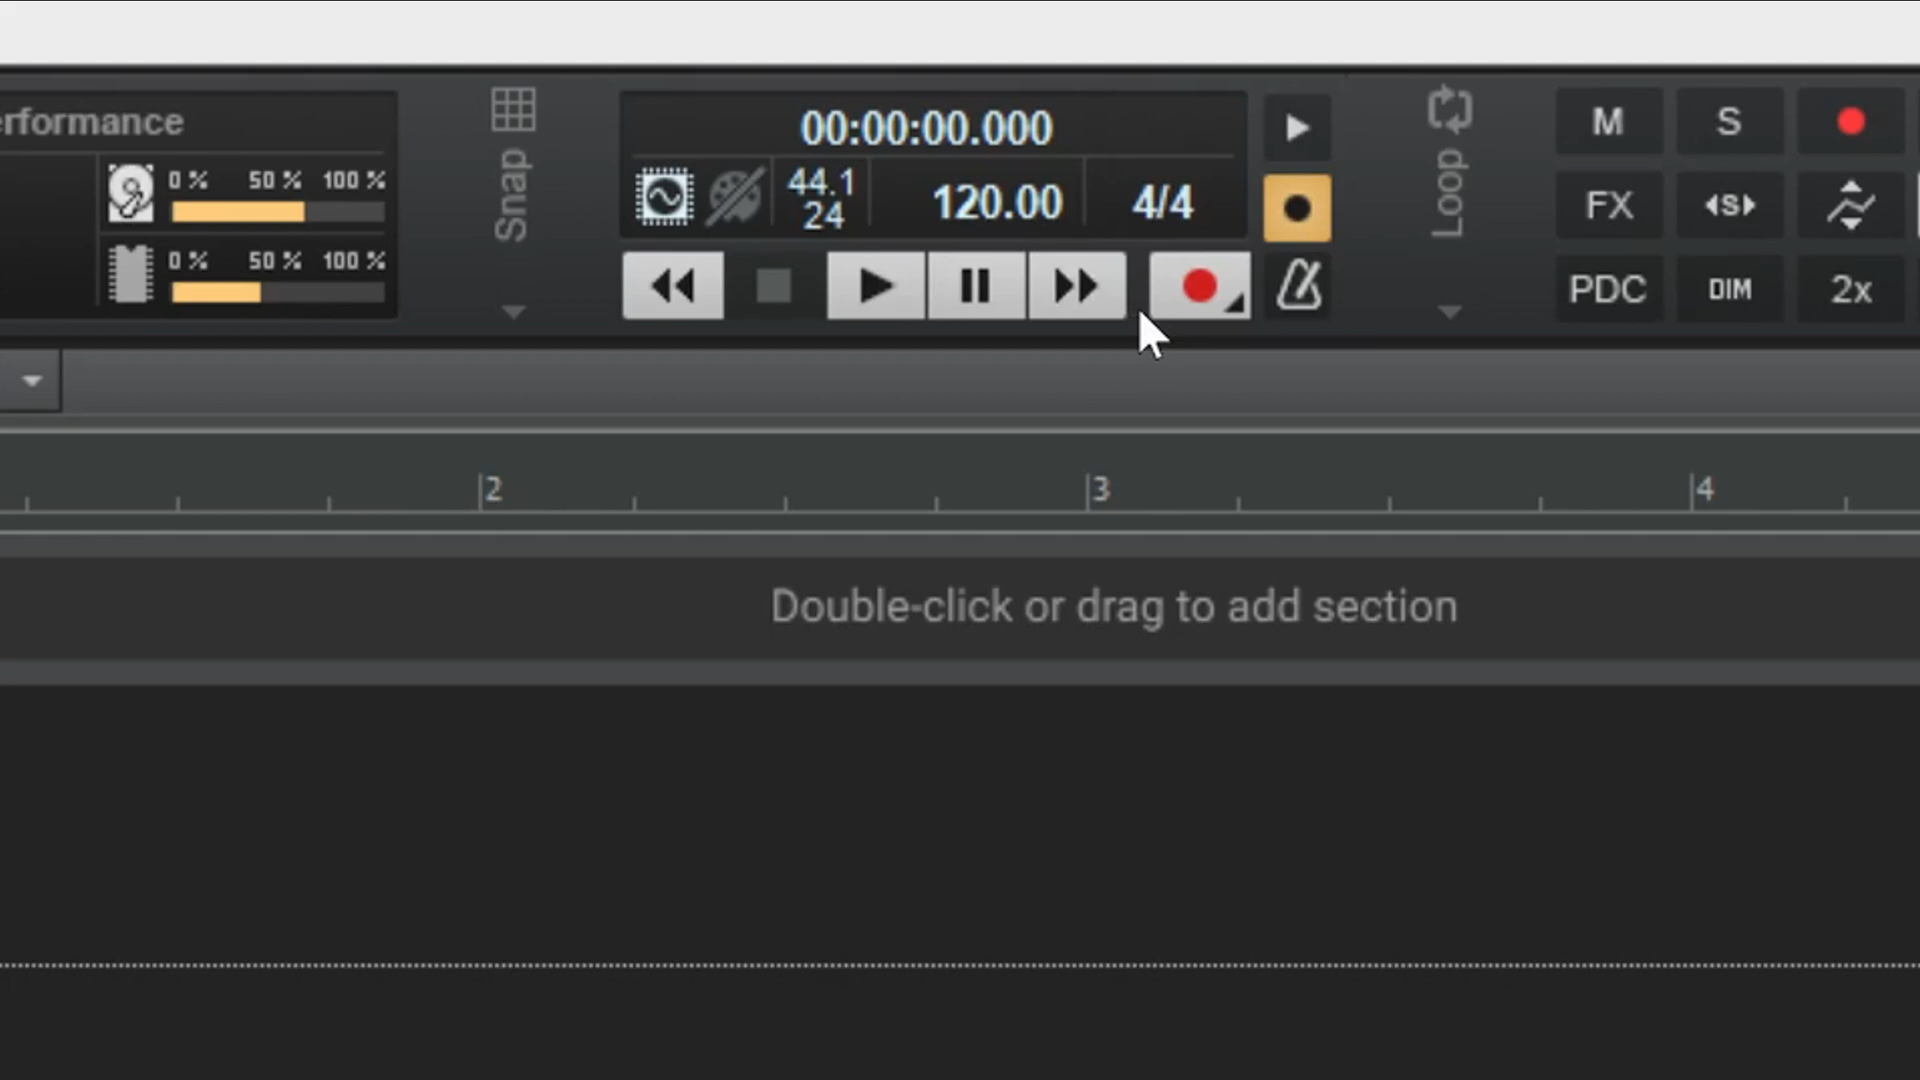 erformance
0 % 50 % 100 %
0 % 50 % 100 %
Snap
00:00:00.000
44.1
24
120.00
4/4
Loop
M S
FX S
PDC DIM 2x
2 3 4
Double-click or drag to add section